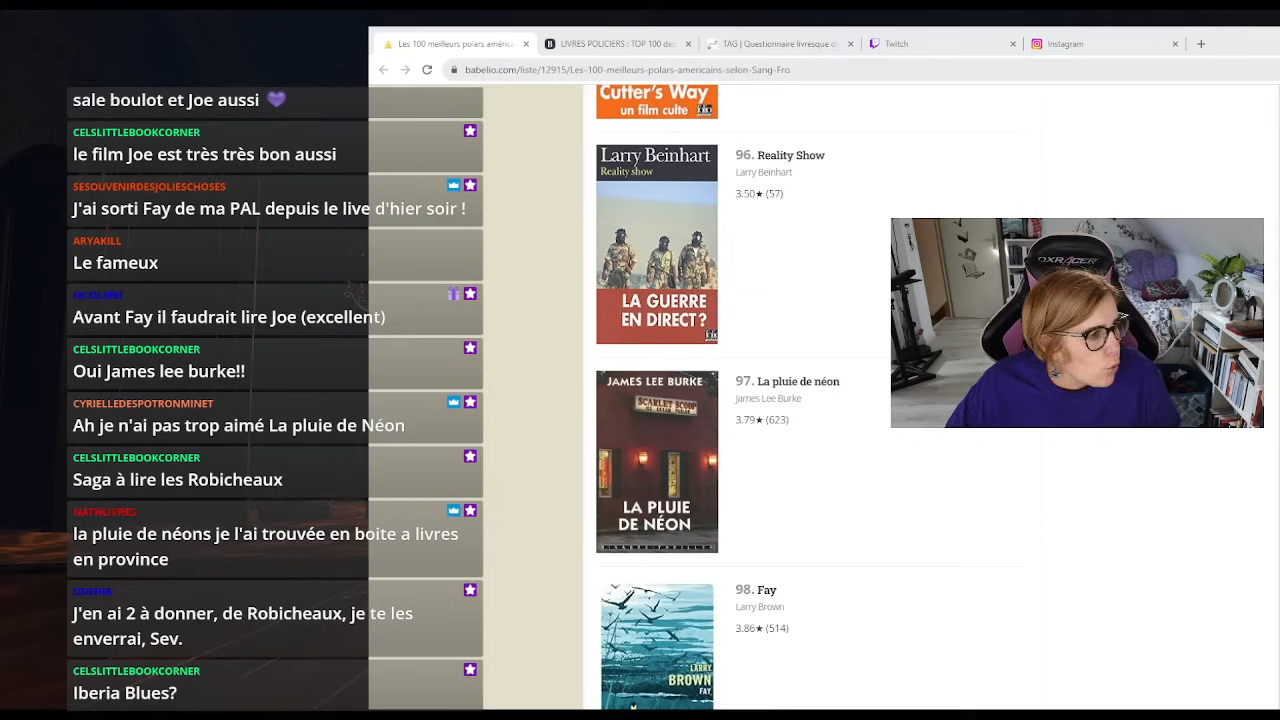 sale boulot et Joe aussi 💜
CELSLITTLEBOOKCORNER
le film Joe est très très bon aussi
SESOUVENIRDESJOLIESCHOSES
J'ai sorti Fay de ma PAL depuis le live d'hier soir !
ARYAKILL
Le fameux
Avant Fay il faudrait lire Joe (excellent)
CELSLITTLEBOOKCORNER
Oui James lee burke!!
CYRIELLEDESPOTRONMINET
Ah je n'ai pas trop aimé La pluie de Néon
CELSLITTLEBOOKCORNER
Saga à lire les Robicheaux
NATHLIVRES
la pluie de néons je l'ai trouvée en boite a livres
en province
J'en ai 2 à donner, de Robicheaux, je te les
enverrai, Sev.
CELSLITTLEBOOKCORNER
Iberia Blues?
Les 100 meilleurs polars améric
LIVRES POLICIERS : TOP 100 des
TAG | Questionnaire livresque d
Twitch
Instagram
babelio.com/liste/12915/Les-100-meilleurs-polars-americains-selon-Sang-Fro
Cutter's Way
un film culte
Larry Beinhart
Reality show
LA GUERRE
EN DIRECT?
96. Reality Show
Larry Beinhart
3.50★ (57)
JAMES LEE BURKE
SCARLET SCOOP
LA PLUIE
DE NÉON
97. La pluie de néon
James Lee Burke
3.79★ (623)
LARRY
BROWN
FAY
98. Fay
Larry Brown
3.86★ (514)
DXRACER